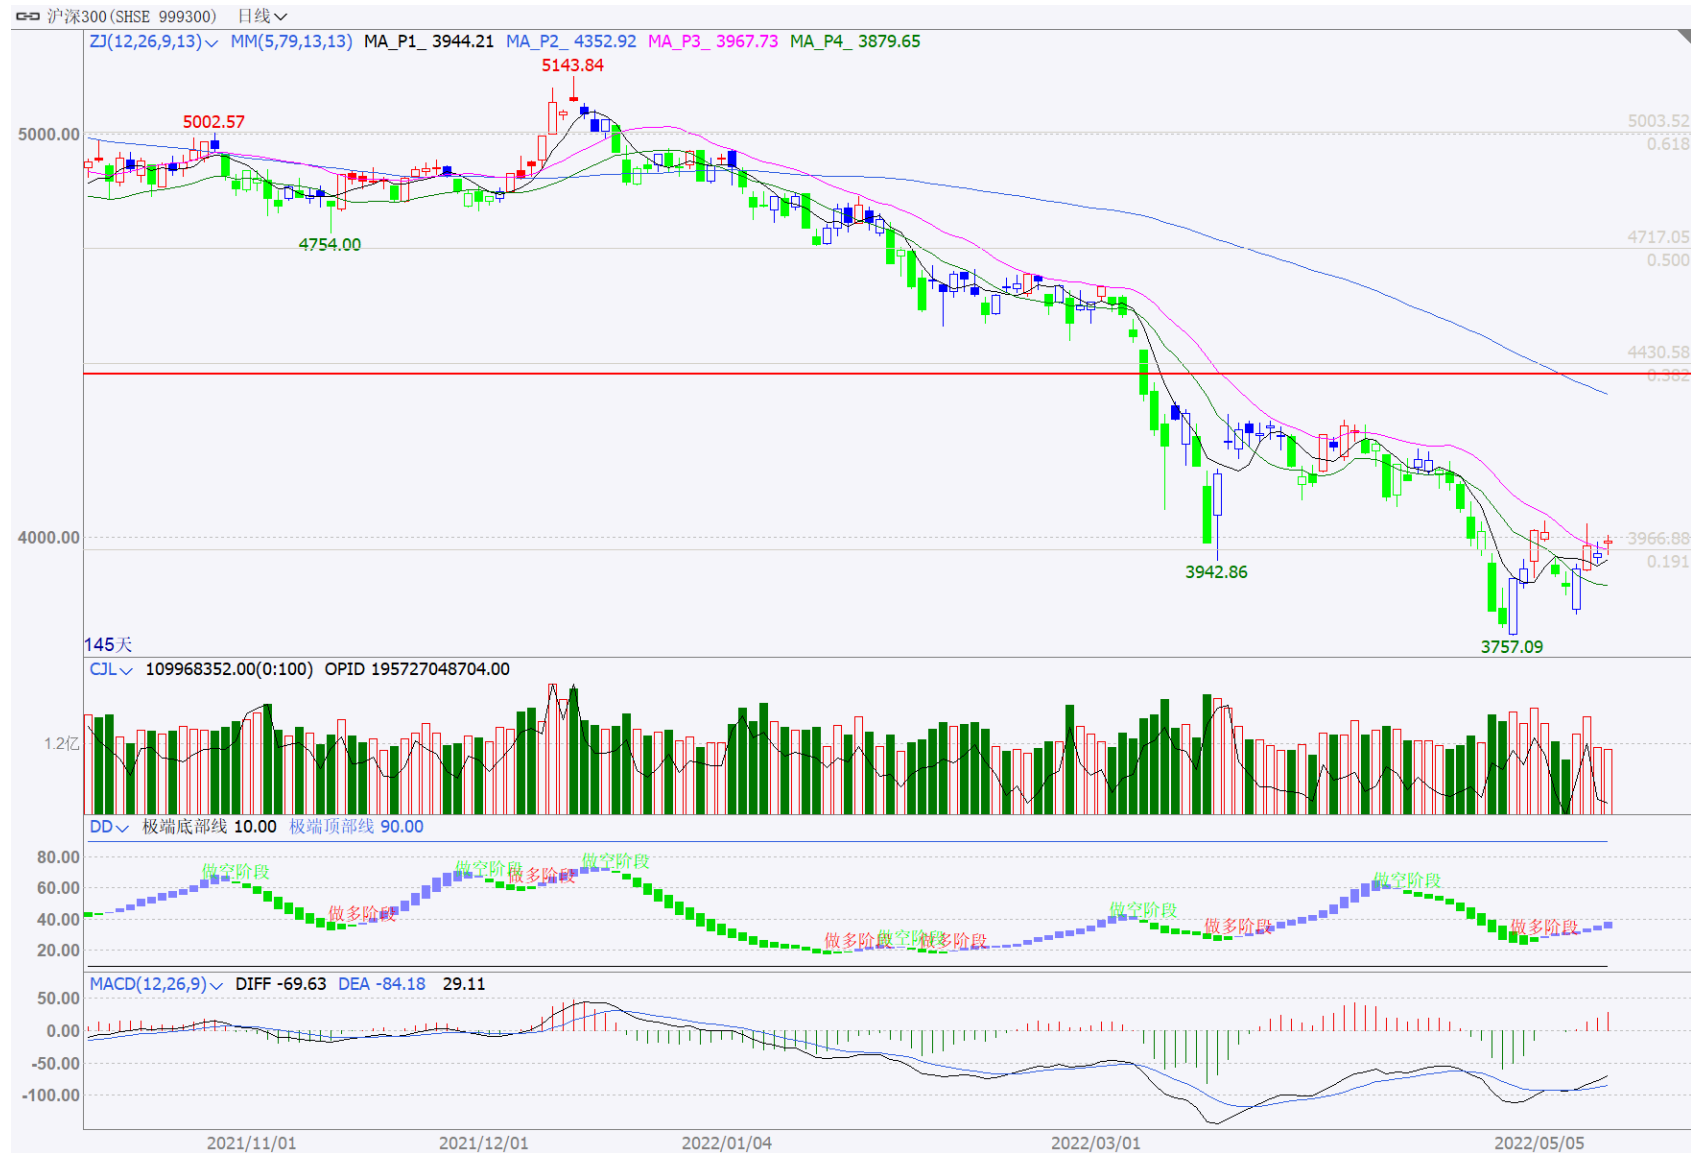 沪深300(SHSE 999300) 日线
ZJ(12,26,9,13) MM(5,79,13,13) MA_P1_ 3944.21 MA_P2_ 4352.92 MA_P3_ 3967.73 MA_P4_ 3879.65
5143.84
5002.57
5003.52
5000.00
0.618
4717.05
4754.00
0.500
4430.58
0.382
4000.00
3966.88
0.191
3942.86
145天
3757.09
CJL 109968352.00(0:100) OPID 195727048704.00
1.2亿
DD 极端底部线 10.00 极端顶部线 90.00
80.00
做空阶段 做空阶段 做多阶段 做空阶段 做空阶段
60.00
40.00
做多阶段 做空阶段 做多阶段 做多阶段
20.00
做多阶段 做空阶段 做多阶段
MACD(12,26,9) DIFF -69.63 DEA -84.18 29.11
50.00
0.00
-50.00
-100.00
2021/11/01 2021/12/01 2022/01/04 2022/03/01 2022/05/05